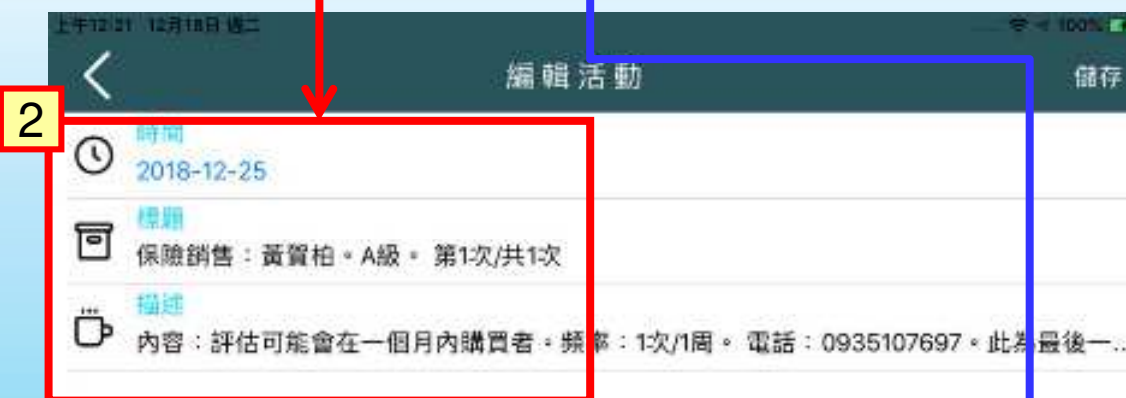 上午12:21 12月18日 週二
100%
編輯活動
儲存
2
時間
2018-12-25
標題
保險銷售：黃賀柏。A級。 第1次/共1次
描述
內容：評估可能會在一個月內購買者。頻率：1次/1周。 電話：0935107697。此為最後一...